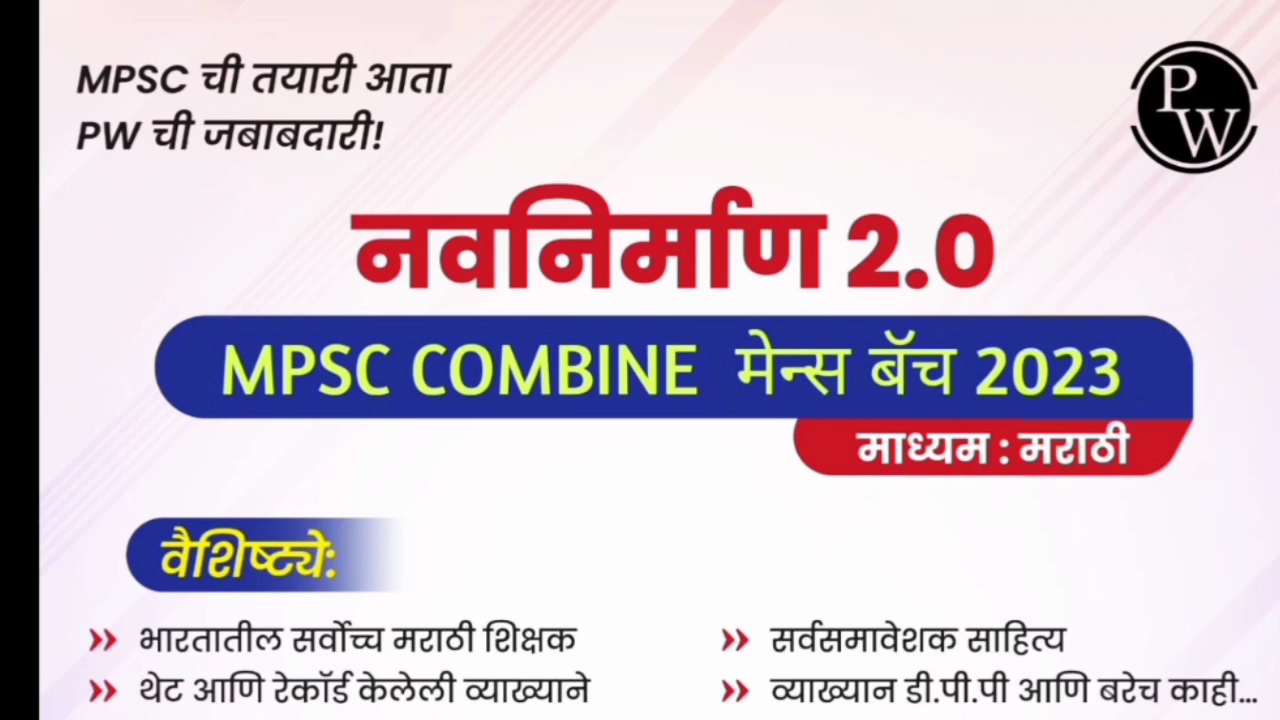 MPSC ची तयारी आता
PW ची जबाबदारी!
PW
नवनिर्माण 2.0
MPSC COMBINE मेन्स बॅच 2023
माध्यम : मराठी
वैशिष्ट्ये:
›› भारतातील सर्वोच्च मराठी शिक्षक
›› थेट आणि रेकॉर्ड केलेली व्याख्याने
›› सर्वसमावेशक साहित्य
›› व्याख्यान डी.पी.पी आणि बरेच काही...